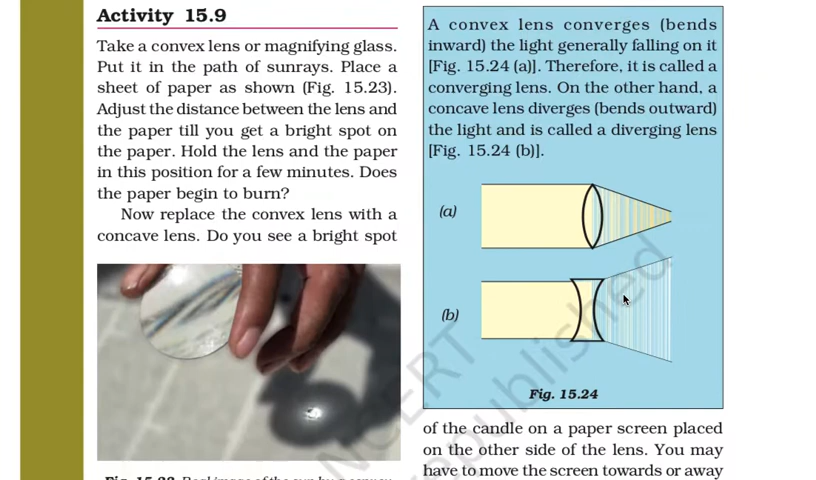 Activity 15.9
Take a convex lens or magnifying glass.
Put it in the path of sunrays. Place a
sheet of paper as shown (Fig. 15.23).
Adjust the distance between the lens and
the paper till you get a bright spot on
the paper. Hold the lens and the paper
in this position for a few minutes. Does
the paper begin to burn?
Now replace the convex lens with a
concave lens. Do you see a bright spot
A convex lens converges (bends
inward) the light generally falling on it
[Fig. 15.24 (a)]. Therefore, it is called a
converging lens. On the other hand, a
concave lens diverges (bends outward)
the light and is called a diverging lens
[Fig. 15.24 (b)].
(a)
(b)
Fig. 15.24
of the candle on a paper screen placed
on the other side of the lens. You may
have to move the screen towards or away
NCERT
republished